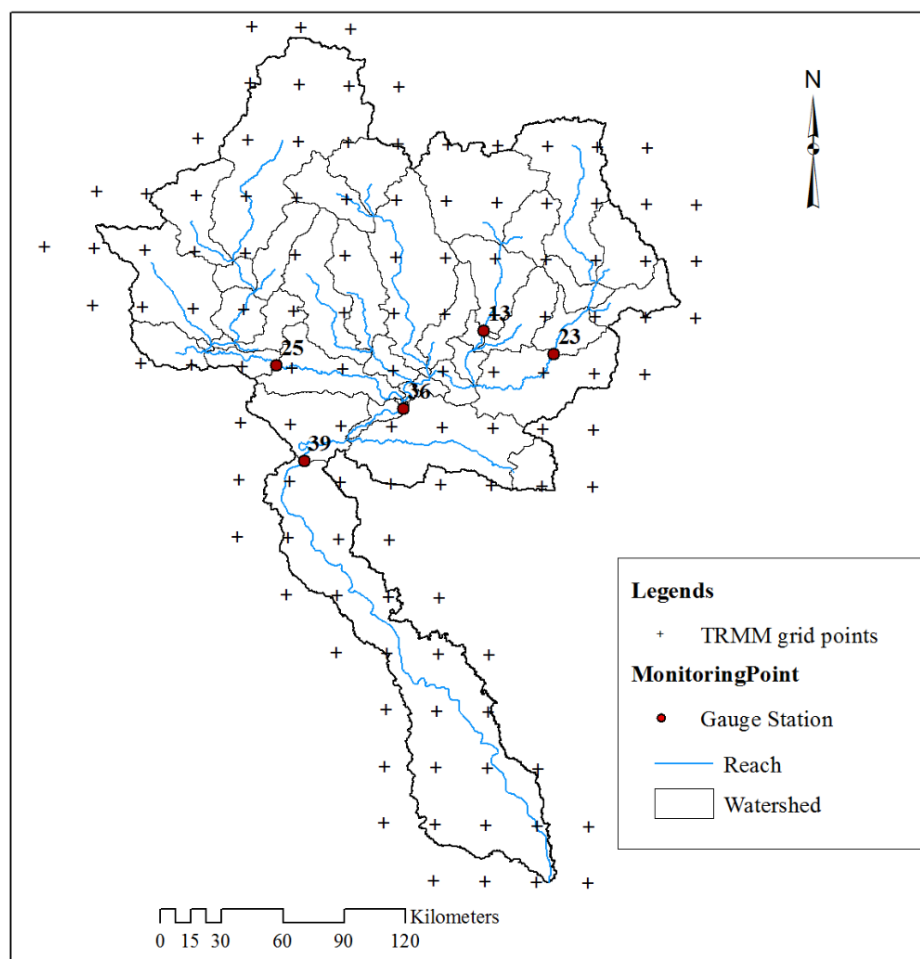 N
13
23
25
36
39
Legends
TRMM grid points
MonitoringPoint
Gauge Station
Reach
Watershed
Kilometers
0 15 30 60 90 120